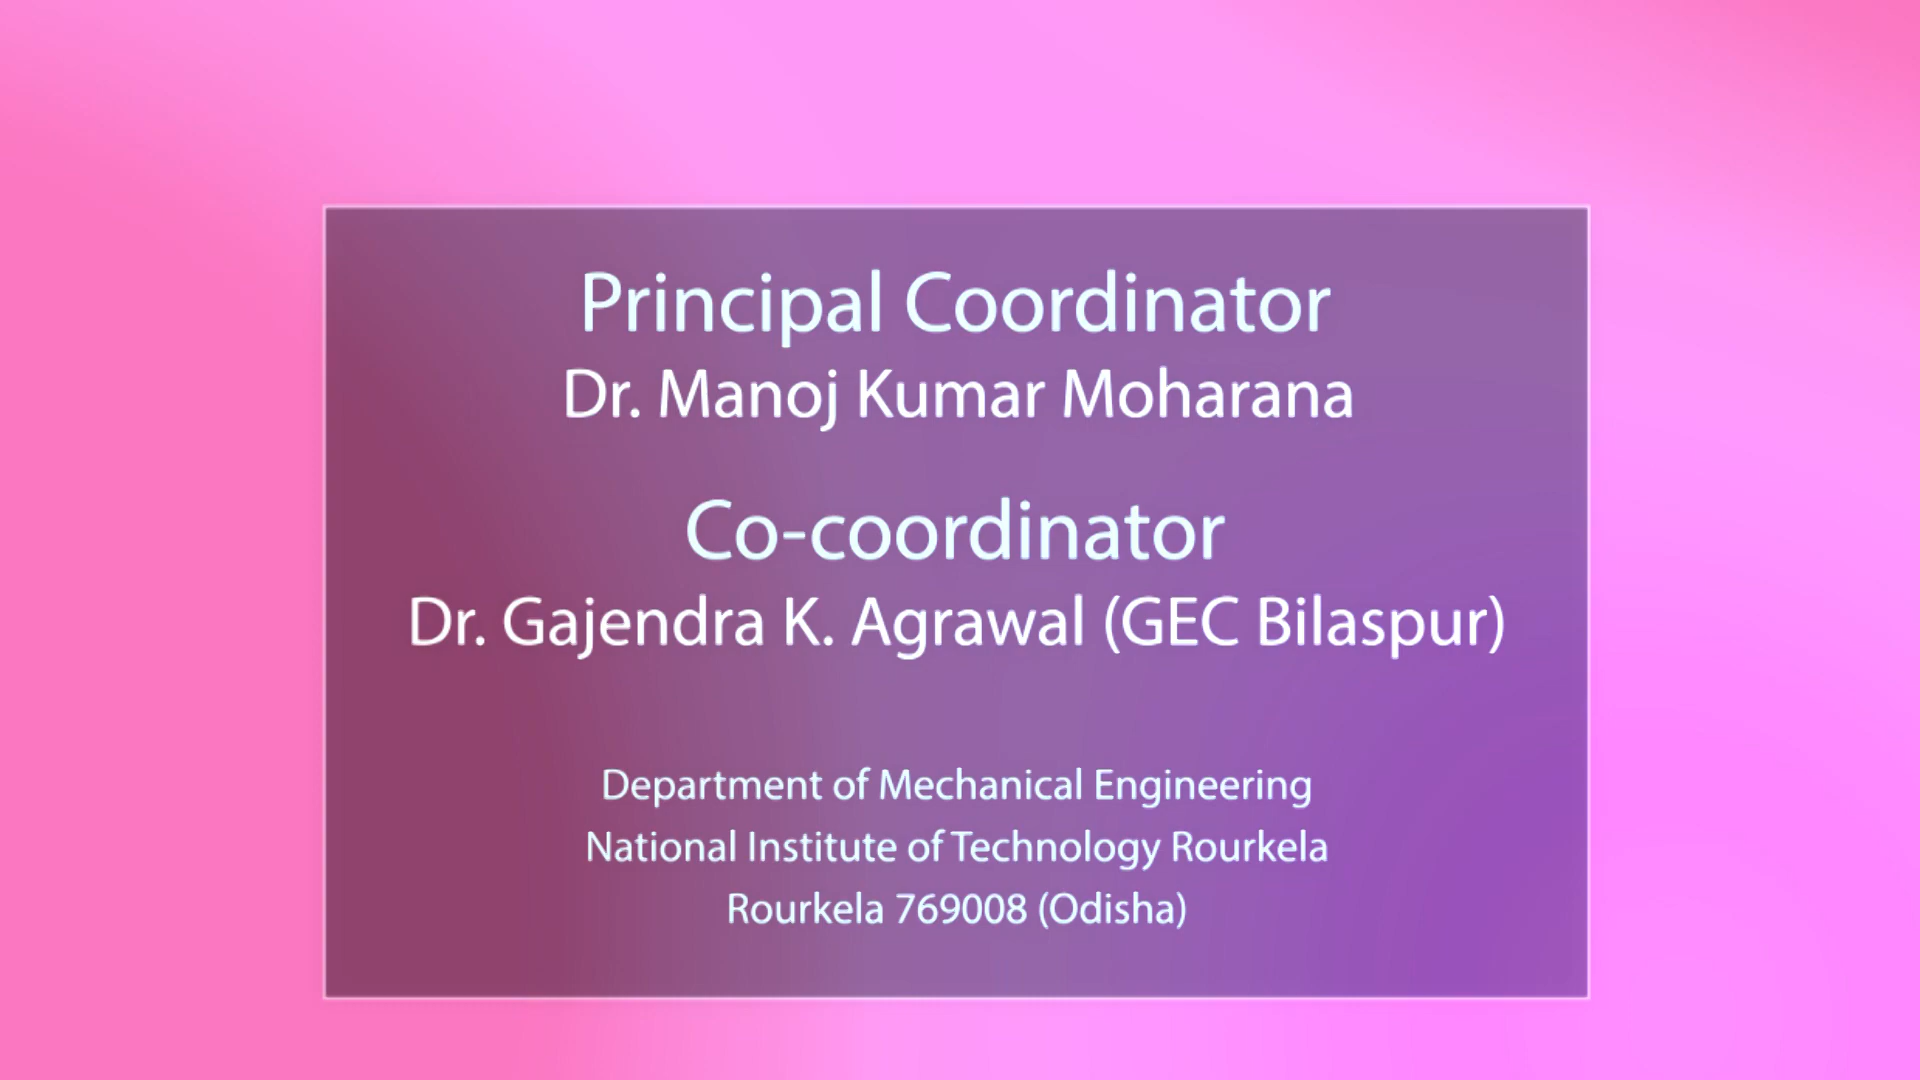 Principal Coordinator
Dr. Manoj Kumar Moharana
Co-coordinator
Dr. Gajendra K. Agrawal (GEC Bilaspur)
Department of Mechanical Engineering
National Institute of Technology Rourkela
Rourkela 769008 (Odisha)